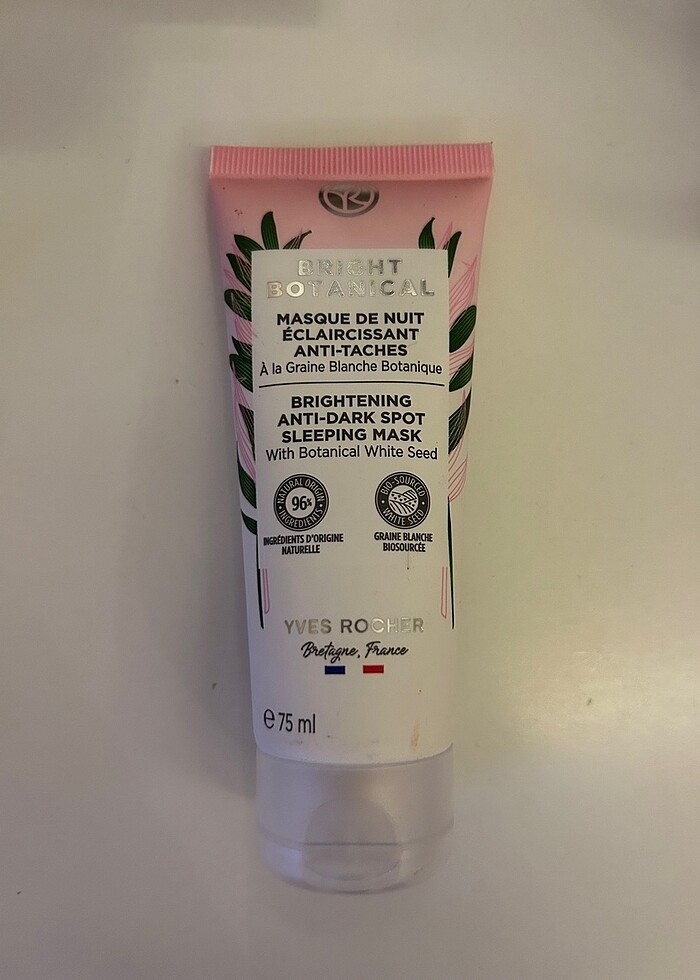 BRIGHT
BOTANICAL
MASQUE DE NUIT
ÉCLAIRCISSANT
ANTI-TACHES
À la Graine Blanche Botanique
BRIGHTENING
ANTI-DARK SPOT
SLEEPING MASK
With Botanical White Seed
NATURAL ORIGIN
96%
INGREDIENTS
INGRÉDIENTS D'ORIGINE
NATURELLE
BIO-SOURCED
WHITE SEED
GRAINE BLANCHE
BIOSOURCÉE
YVES ROCHER
Bretagne, France
℮ 75 ml